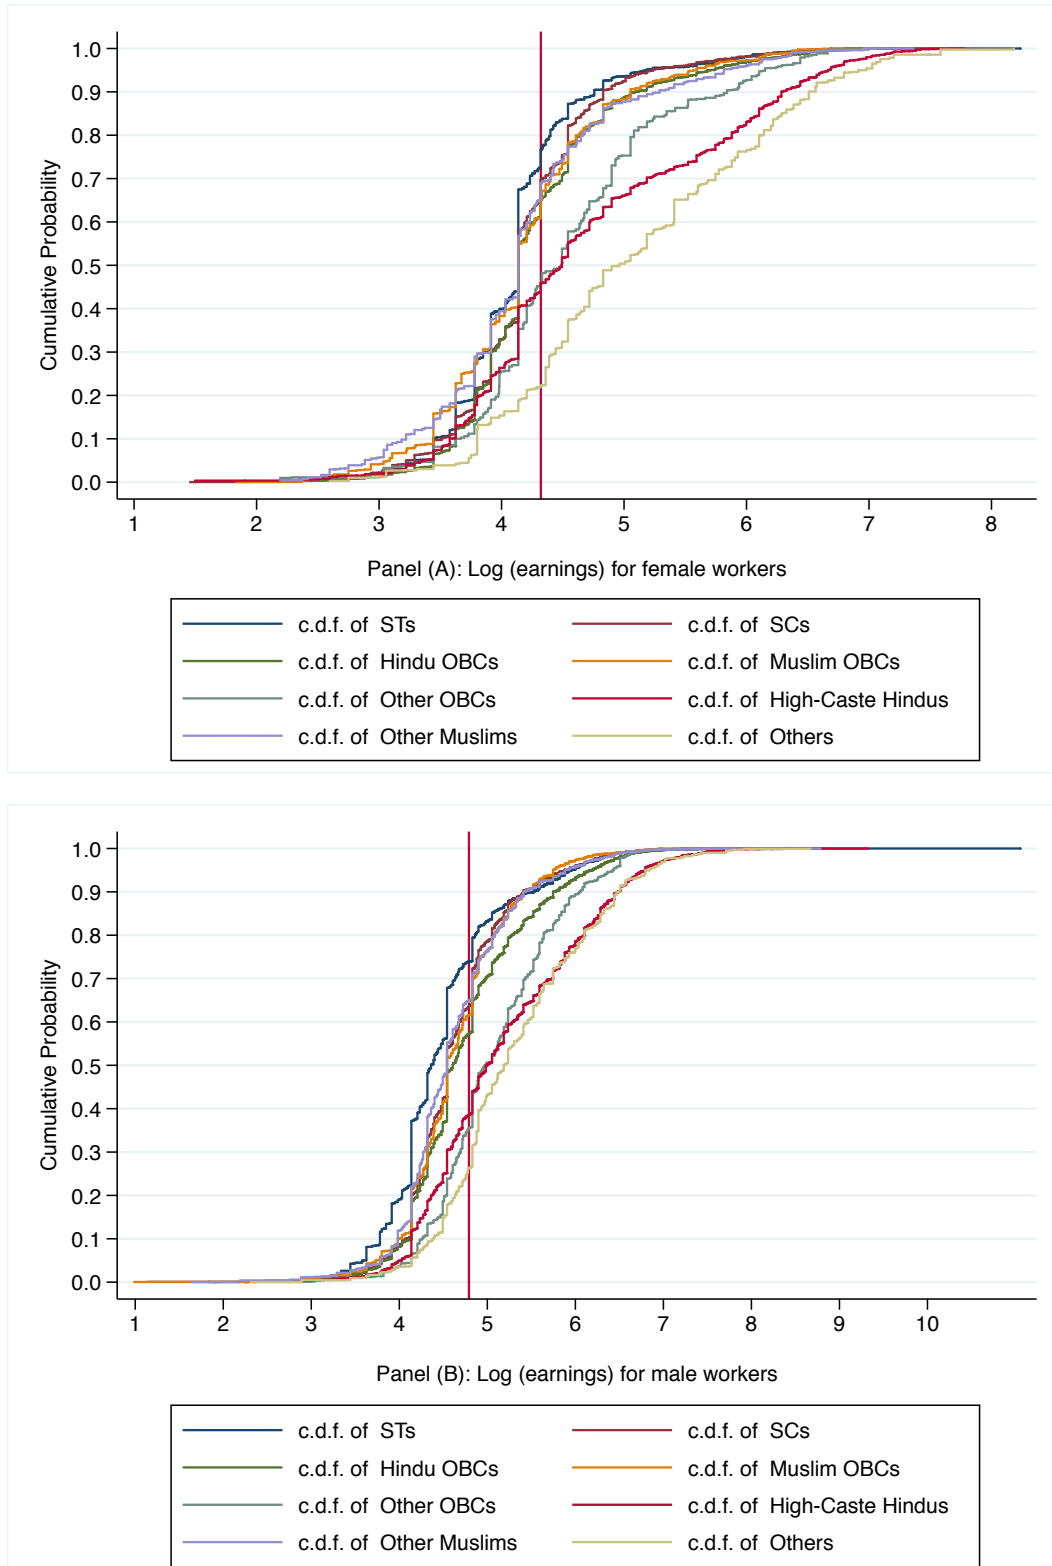 1.0
0.9
0.8
0.7
0.6
0.5
0.4
0.3
0.2
0.1
0.0
Cumulative Probability
1 2 3 4 5 6 7 8
Panel (A): Log (earnings) for female workers
c.d.f. of STs c.d.f. of SCs
c.d.f. of Hindu OBCs c.d.f. of Muslim OBCs
c.d.f. of Other OBCs c.d.f. of High-Caste Hindus
c.d.f. of Other Muslims c.d.f. of Others
1.0
0.9
0.8
0.7
0.6
0.5
0.4
0.3
0.2
0.1
0.0
Cumulative Probability
1 2 3 4 5 6 7 8 9 10
Panel (B): Log (earnings) for male workers
c.d.f. of STs c.d.f. of SCs
c.d.f. of Hindu OBCs c.d.f. of Muslim OBCs
c.d.f. of Other OBCs c.d.f. of High-Caste Hindus
c.d.f. of Other Muslims c.d.f. of Others